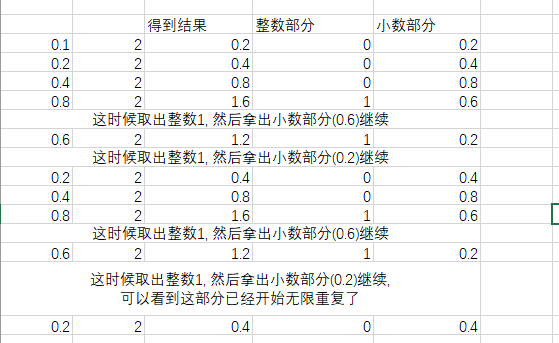 得到结果 整数部分 小数部分
0.1 2 0.2 0 0.2
0.2 2 0.4 0 0.4
0.4 2 0.8 0 0.8
0.8 2 1.6 1 0.6
这时候取出整数1, 然后拿出小数部分(0.6)继续
0.6 2 1.2 1 0.2
这时候取出整数1, 然后拿出小数部分(0.2)继续
0.2 2 0.4 0 0.4
0.4 2 0.8 0 0.8
0.8 2 1.6 1 0.6
这时候取出整数1, 然后拿出小数部分(0.6)继续
0.6 2 1.2 1 0.2
这时候取出整数1, 然后拿出小数部分(0.2)继续,
可以看到这部分已经开始无限重复了
0.2 2 0.4 0 0.4